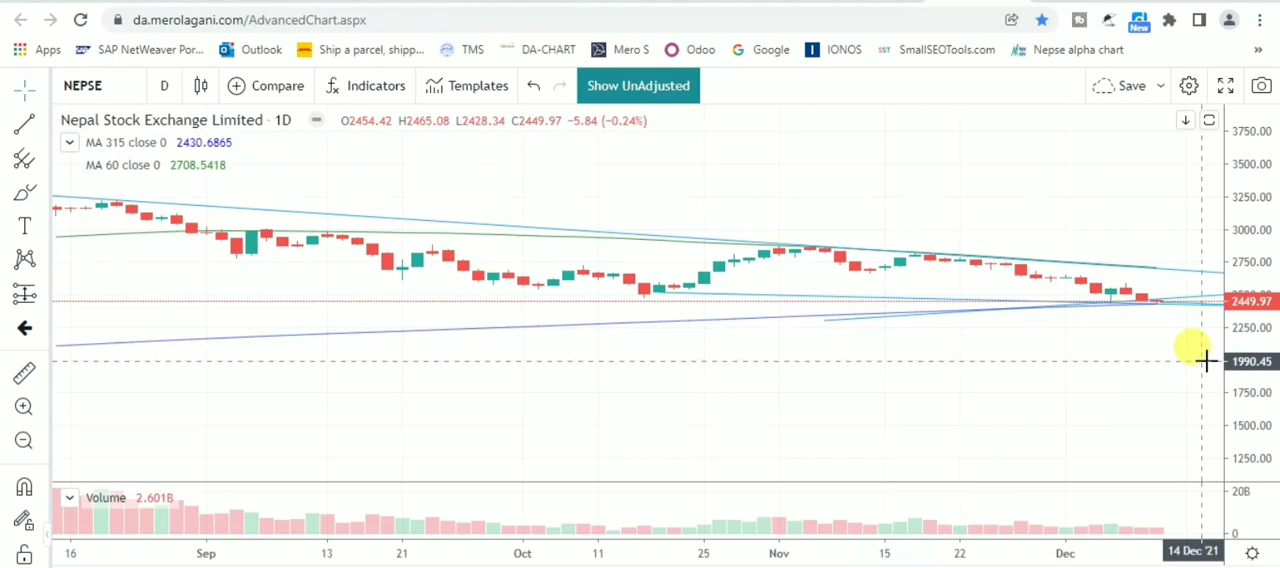 da.merolagani.com/AdvancedChart.aspx
Apps SAP NetWeaver Por... Outlook Ship a parcel, shipp... TMS DA-CHART Mero S Odoo Google IONOS SST SmallSEOTools.com Nepse alpha chart »
New
NEPSE D Compare Indicators Templates Show UnAdjusted Save
Nepal Stock Exchange Limited · 1D O2454.42 H2465.08 L2428.34 C2449.97 −5.84 (−0.24%)
MA 315 close 0 2430.6865
MA 60 close 0 2708.5418
3750.00
3500.00
3250.00
3000.00
2750.00
2449.97
2250.00
1990.45
1750.00
1500.00
1250.00
Volume 2.601B
20B
0
16 Sep 13 21 Oct 11 25 Nov 15 22 Dec 14 Dec '21